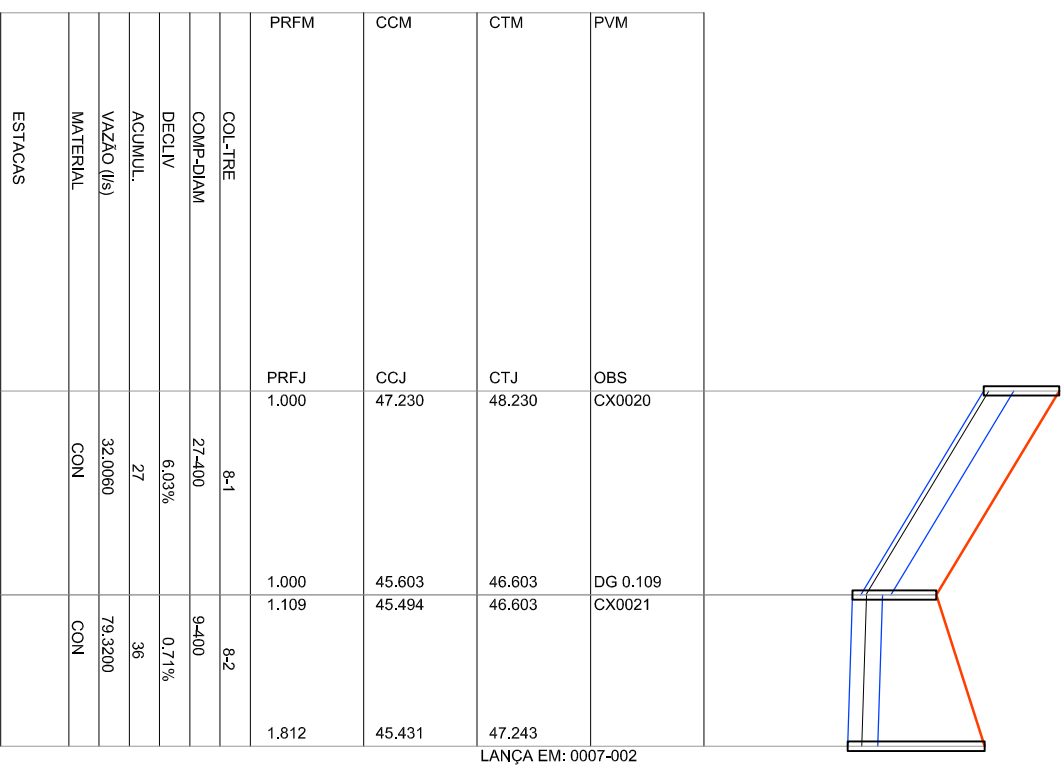 PRFM CCM CTM PVM
ESTACAS
MATERIAL
VAZÃO (l/s)
ACUMUL.
DECLIV
COMP-DIAM
COL-TRE
PRFJ CCJ CTJ OBS
1.000 47.230 48.230 CX0020
CON
32.0060
27
6.03%
27-400
8-1
1.000 45.603 46.603 DG 0.109
1.109 45.494 46.603 CX0021
CON
79.3200
36
0.71%
9-400
8-2
1.812 45.431 47.243
LANÇA EM: 0007-002